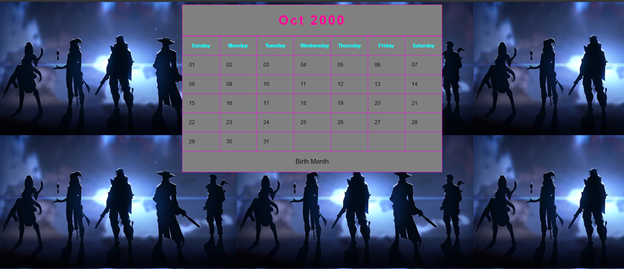 Oct 2000
Sunday Monday Tuesday Wednesday Thursday Friday Saturday
01 02 03 04 05 06 07
08 09 10 11 12 13 14
15 16 17 18 19 20 21
22 23 24 25 26 27 28
29 30 31
Birth Month